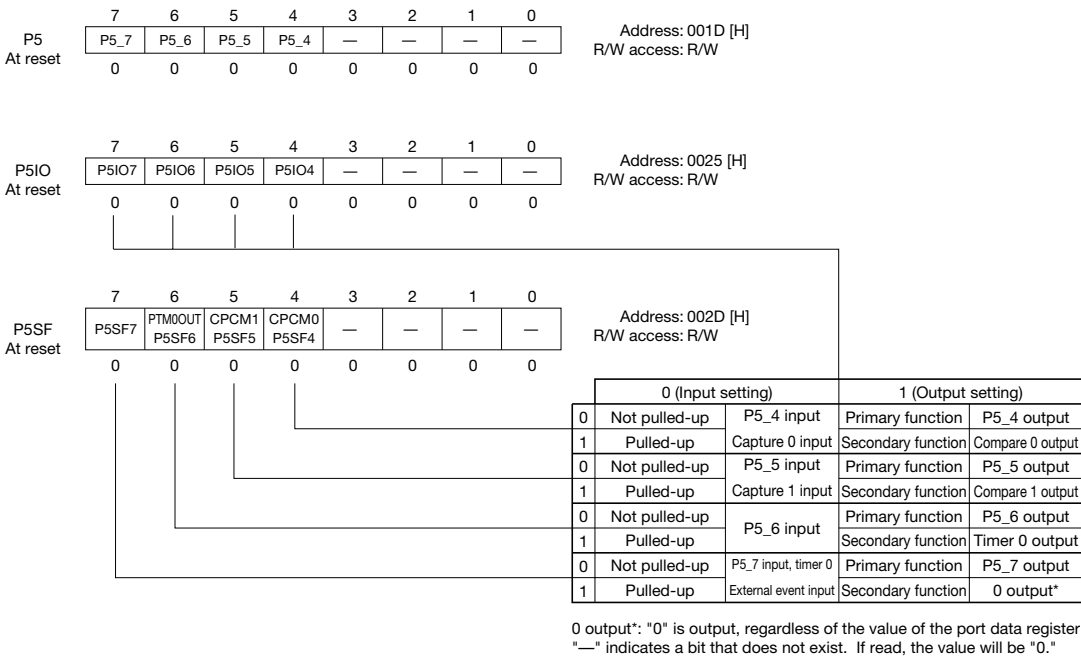 7 6 5 4 3 2 1 0
P5 P5_7 P5_6 P5_5 P5_4 — — — — Address: 001D [H]
At reset R/W access: R/W
0 0 0 0 0 0 0 0
7 6 5 4 3 2 1 0
P5IO P5IO7 P5IO6 P5IO5 P5IO4 — — — — Address: 0025 [H]
At reset R/W access: R/W
0 0 0 0 0 0 0 0
7 6 5 4 3 2 1 0
P5SF P5SF7 PTM0OUT CPCM1 CPCM0 — — — — Address: 002D [H]
At reset P5SF6 P5SF5 P5SF4 R/W access: R/W
0 0 0 0 0 0 0 0
0 (Input setting) 1 (Output setting)
0 Not pulled-up P5_4 input Primary function P5_4 output
1 Pulled-up Capture 0 input Secondary function Compare 0 output
0 Not pulled-up P5_5 input Primary function P5_5 output
1 Pulled-up Capture 1 input Secondary function Compare 1 output
0 Not pulled-up P5_6 input Primary function P5_6 output
1 Pulled-up Secondary function Timer 0 output
0 Not pulled-up P5_7 input, timer 0 Primary function P5_7 output
1 Pulled-up External event input Secondary function 0 output*
0 output*: "0" is output, regardless of the value of the port data register
"—" indicates a bit that does not exist. If read, the value will be "0."